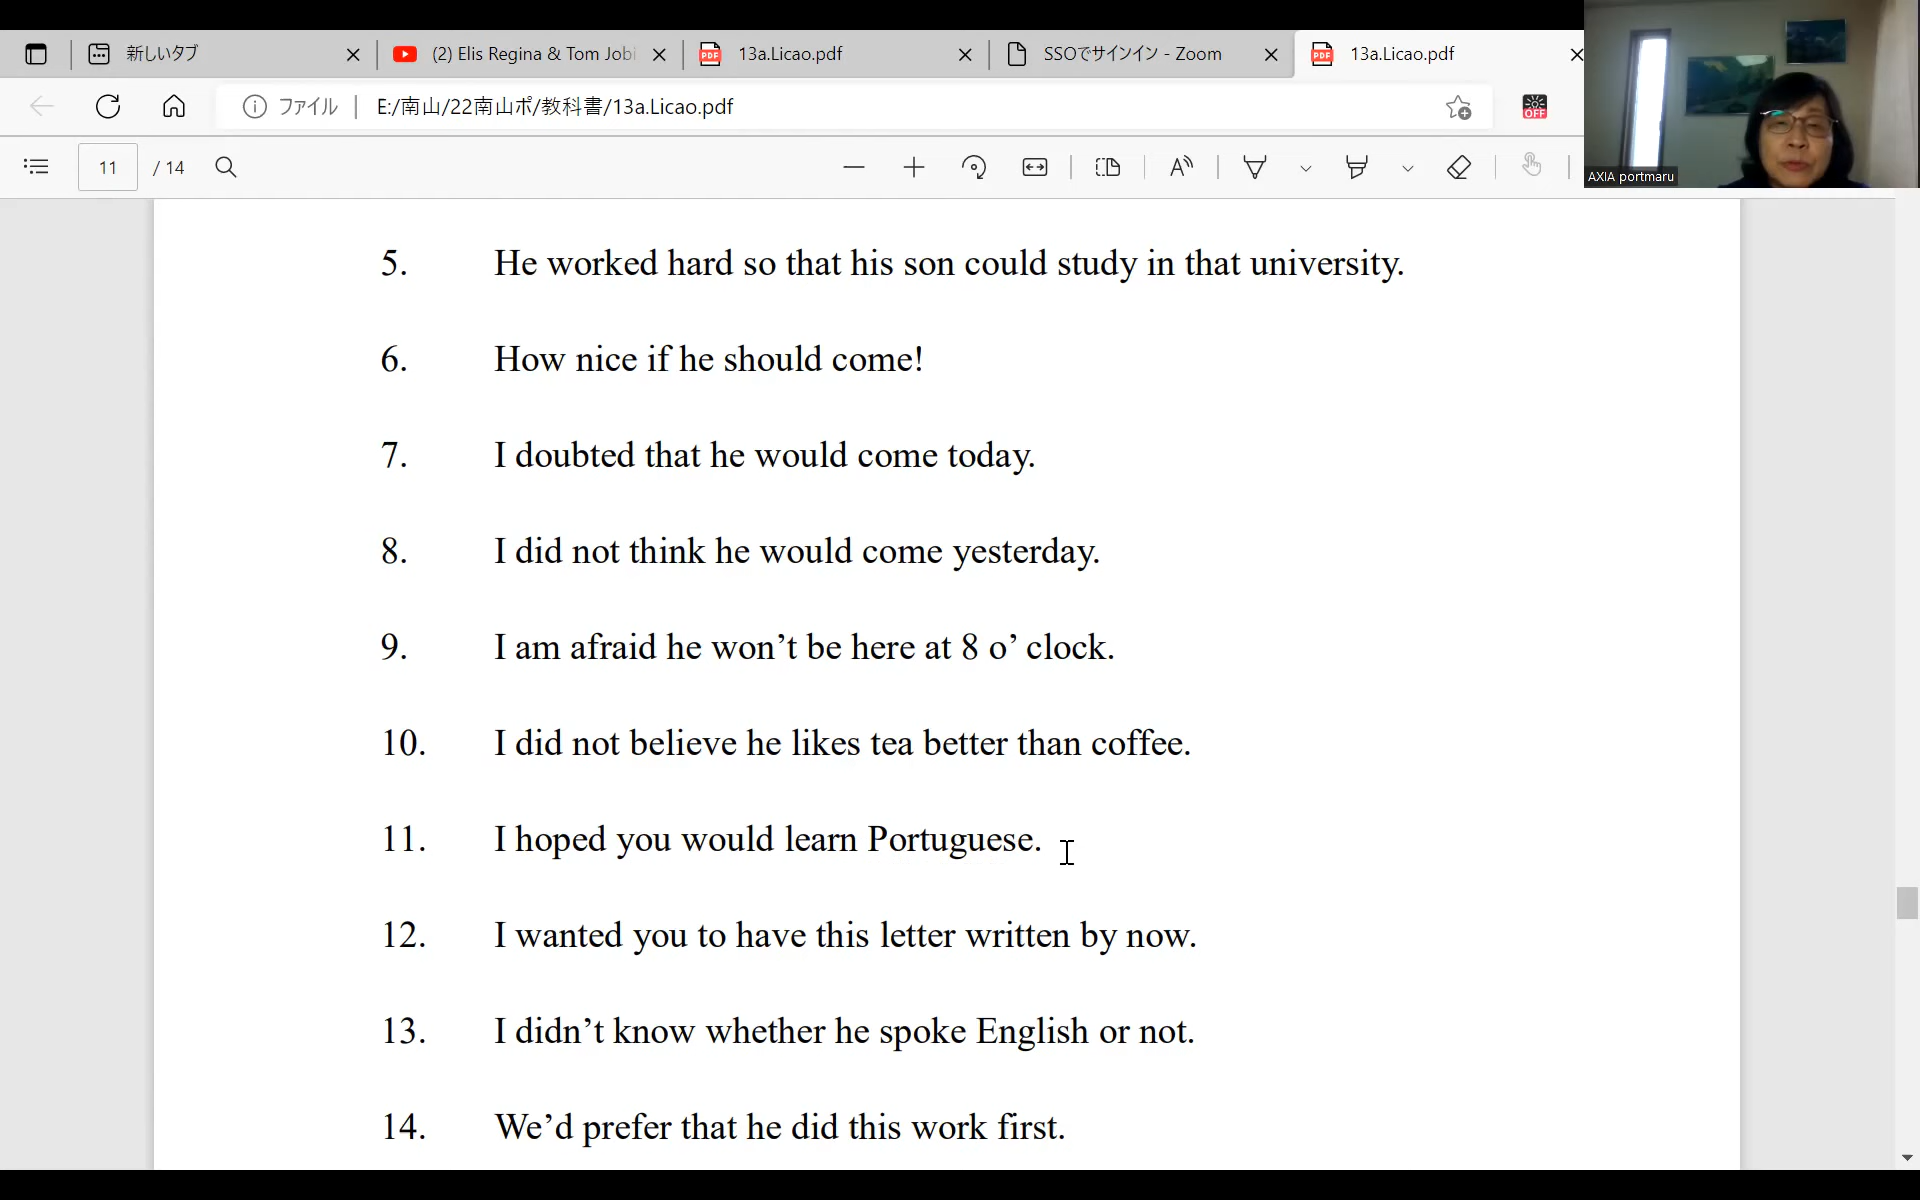 新しいタブ
(2) Elis Regina & Tom Jobi
13a.Licao.pdf
SSOでサインイン - Zoom
13a.Licao.pdf
ファイル
E:/南山/22南山ポ/教科書/13a.Licao.pdf
OFF
11 / 14
AXIA portmaru
5. He worked hard so that his son could study in that university.
6. How nice if he should come!
7. I doubted that he would come today.
8. I did not think he would come yesterday.
9. I am afraid he won’t be here at 8 o’ clock.
10. I did not believe he likes tea better than coffee.
11. I hoped you would learn Portuguese.
12. I wanted you to have this letter written by now.
13. I didn’t know whether he spoke English or not.
14. We’d prefer that he did this work first.